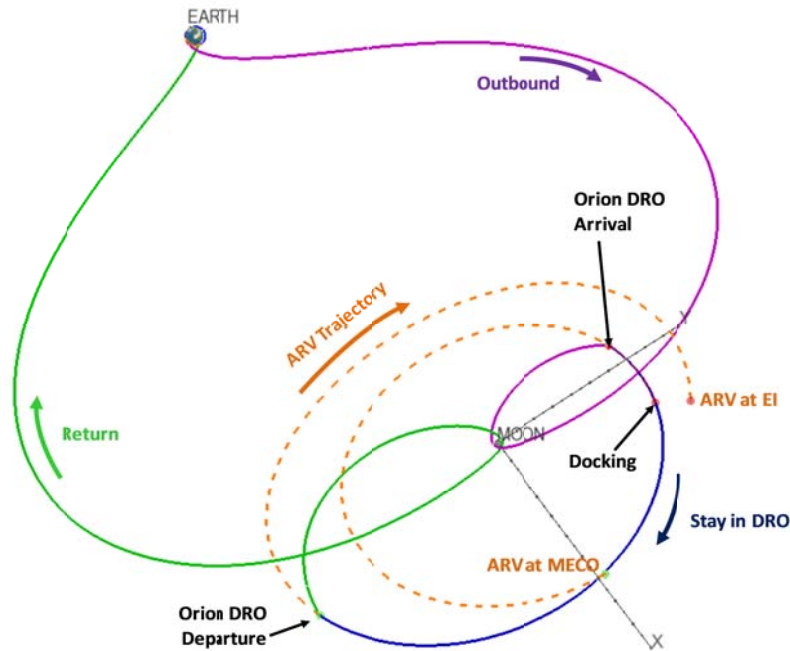 EARTH
Outbound
Orion DRO
Arrival
ARV Trajectory
Y
ARV at EI
Return
MOON
Docking
Stay in DRO
ARV at MECO
Orion DRO
Departure
X